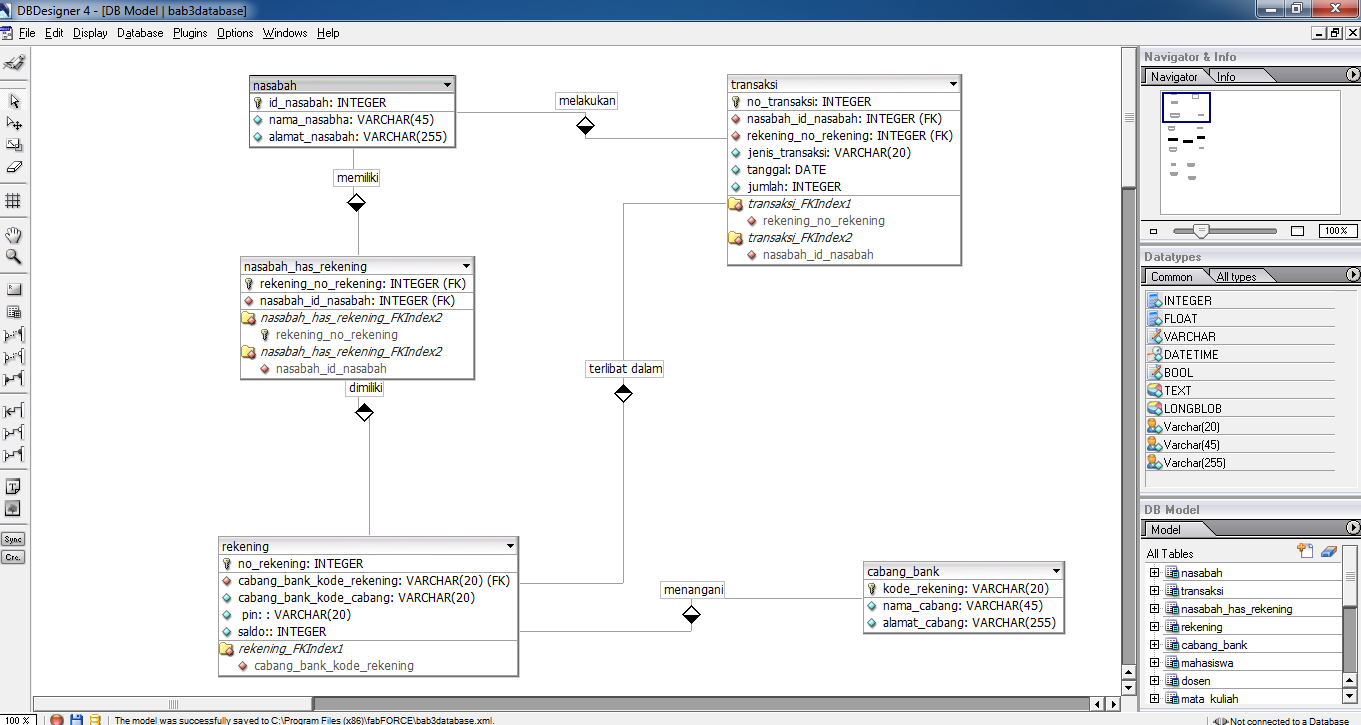 DBDesigner 4 - [DB Model | bab3database]
File Edit Display Database Plugins Options Windows Help
nasabah
id_nasabah: INTEGER
nama_nasabha: VARCHAR(45)
alamat_nasabah: VARCHAR(255)
melakukan
transaksi
no_transaksi: INTEGER
nasabah_id_nasabah: INTEGER (FK)
rekening_no_rekening: INTEGER (FK)
jenis_transaksi: VARCHAR(20)
tanggal: DATE
jumlah: INTEGER
transaksi_FKIndex1
rekening_no_rekening
transaksi_FKIndex2
nasabah_id_nasabah
memiliki
nasabah_has_rekening
rekening_no_rekening: INTEGER (FK)
nasabah_id_nasabah: INTEGER (FK)
nasabah_has_rekening_FKIndex2
rekening_no_rekening
nasabah_has_rekening_FKIndex2
nasabah_id_nasabah
dimiliki
terlibat dalam
rekening
no_rekening: INTEGER
cabang_bank_kode_rekening: VARCHAR(20) (FK)
cabang_bank_kode_cabang: VARCHAR(20)
pin: : VARCHAR(20)
saldo:: INTEGER
rekening_FKIndex1
cabang_bank_kode_rekening
menangani
cabang_bank
kode_rekening: VARCHAR(20)
nama_cabang: VARCHAR(45)
alamat_cabang: VARCHAR(255)
Navigator & Info
Navigator Info
100%
Datatypes
Common All types
INTEGER
FLOAT
VARCHAR
DATETIME
BOOL
TEXT
LONGBLOB
Varchar(20)
Varchar(45)
Varchar(255)
DB Model
Model
All Tables
nasabah
transaksi
nasabah_has_rekening
rekening
cabang_bank
mahasiswa
dosen
mata_kuliah
Sync
Cre.
100 % The model was successfully saved to C:\Program Files (x86)\fabFORCE\bab3database.xml. Not connected to a Database